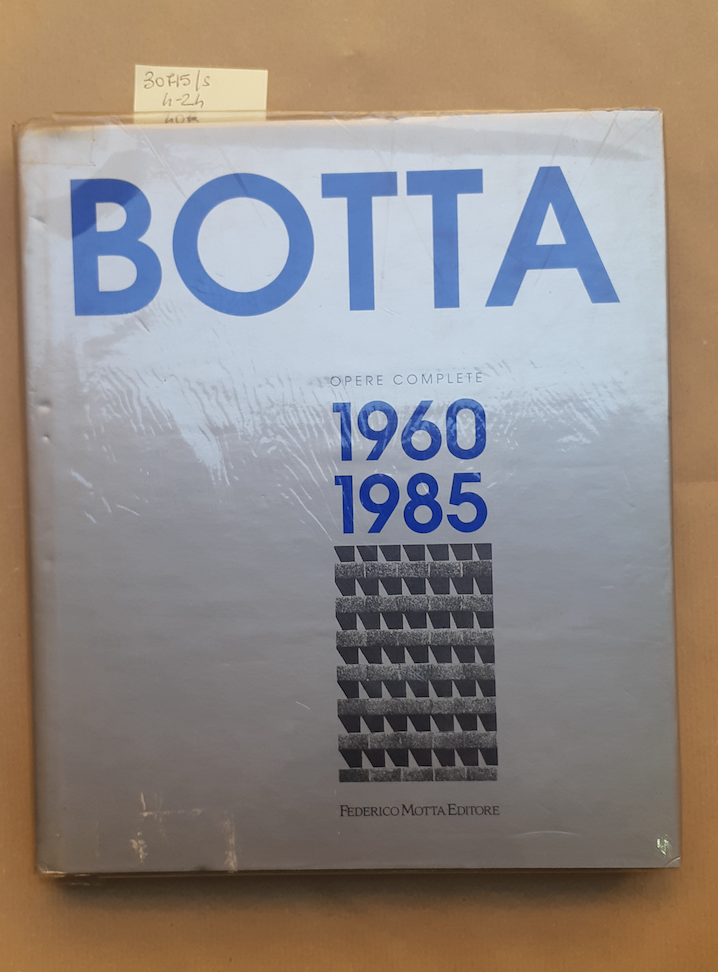 30715/s
4-24
BOTTA
OPERE COMPLETE
1960
1985
FEDERICO MOTTA EDITORE